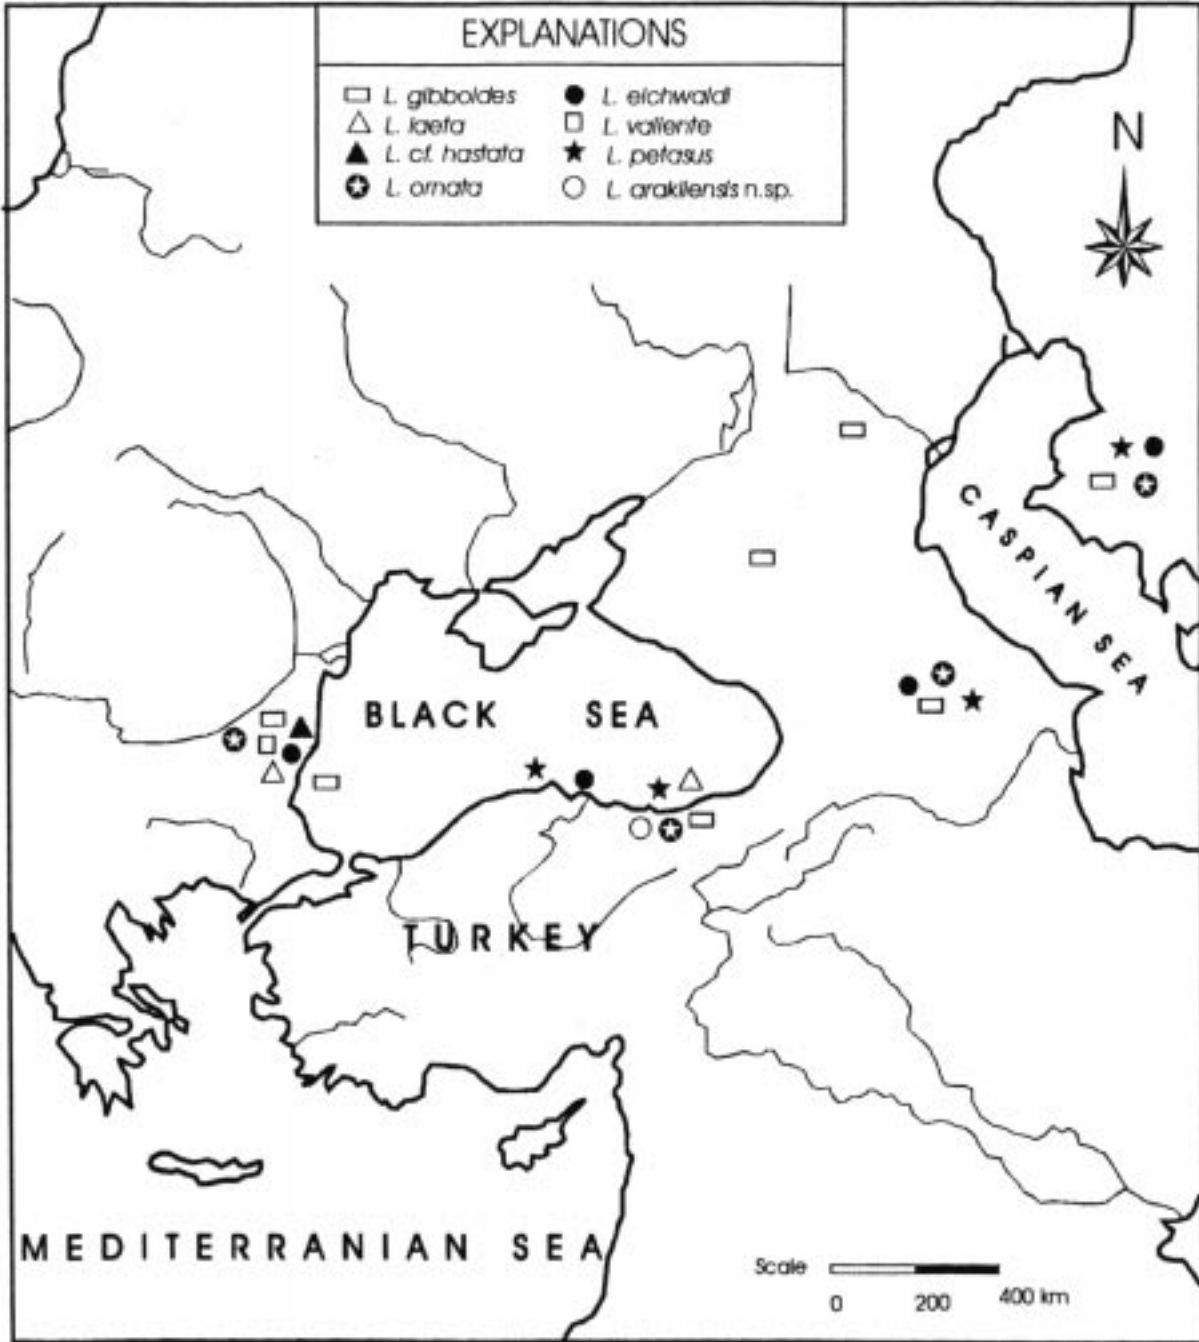 EXPLANATIONS
L. gibboides
L. laeta
L. cf. hastata
L. ornata
L. eichwaldi
L. valiente
L. petasus
L. arakliensis n.sp.
N
CASPIAN SEA
BLACK SEA
TURKEY
MEDITERRANIAN SEA
Scale
0 200 400 km